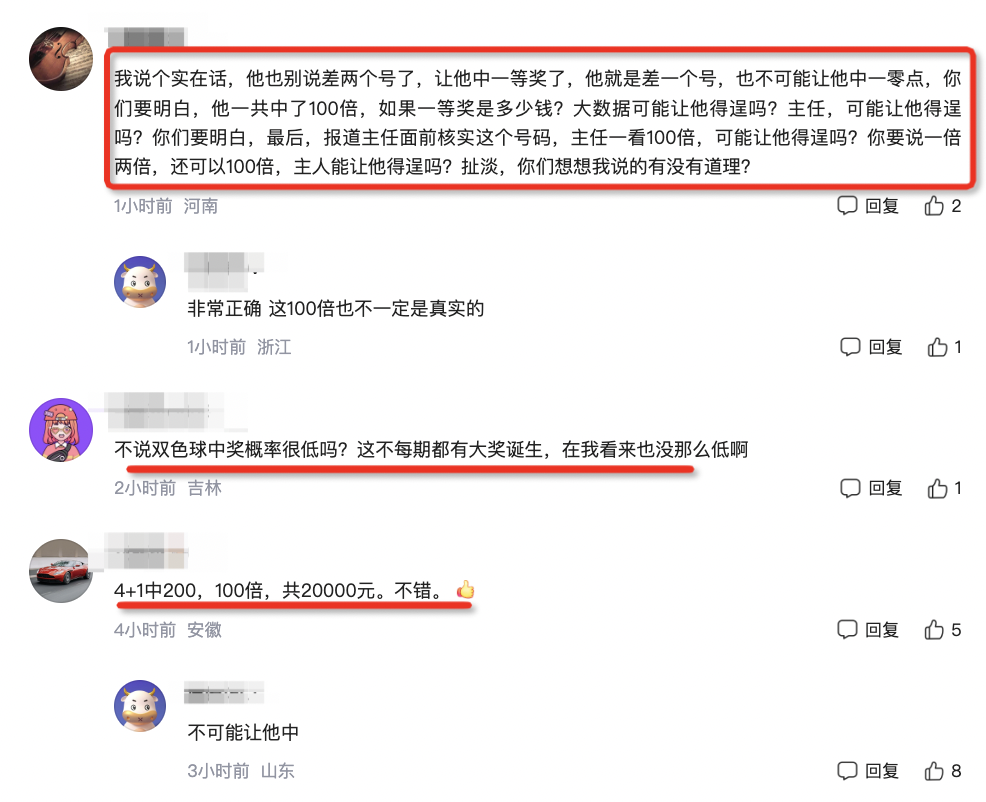 我说个实在话，他也别说差两个号了，让他中一等奖了，他就是差一个号，也不可能让他中一零点，你
们要明白，他一共中了100倍，如果一等奖是多少钱？大数据可能让他得逞吗？主任，可能让他得逞
吗？你们要明白，最后，报道主任面前核实这个号码，主任一看100倍，可能让他得逞吗？你要说一倍
两倍，还可以100倍，主人能让他得逞吗？扯淡，你们想想我说的有没有道理？
1小时前 河南
回复 2
非常正确 这100倍也不一定是真实的
1小时前 浙江
回复 1
不说双色球中奖概率很低吗？这不每期都有大奖诞生，在我看来也没那么低啊
2小时前 吉林
回复 1
4+1中200，100倍，共20000元。不错。👍
4小时前 安徽
回复 5
不可能让他中
3小时前 山东
回复 8